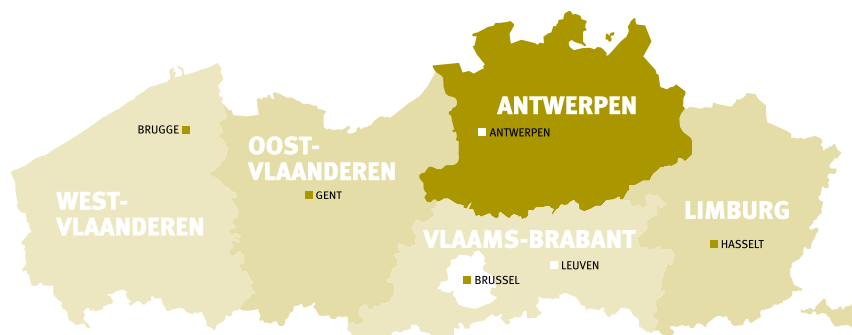 ANTWERPEN
BRUGGE
ANTWERPEN
OOST-
VLAANDEREN
GENT
WEST-
VLAANDEREN
LIMBURG
VLAAMS-BRABANT
HASSELT
LEUVEN
BRUSSEL